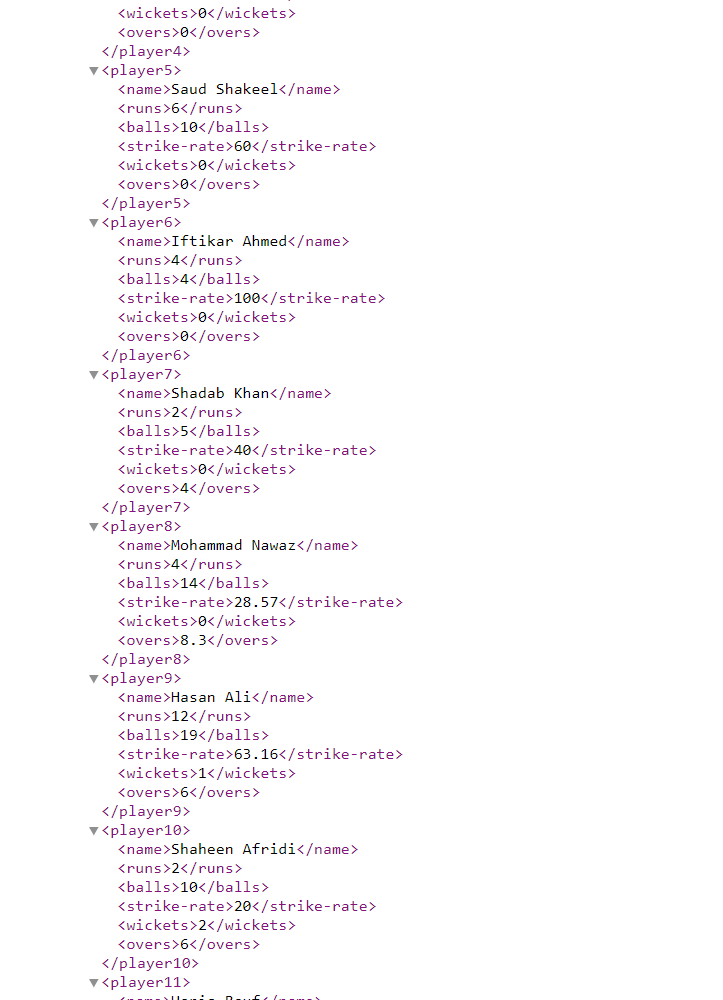 <wickets>0</wickets>
<overs>0</overs>
</player4>
▼<player5>
<name>Saud Shakeel</name>
<runs>6</runs>
<balls>10</balls>
<strike-rate>60</strike-rate>
<wickets>0</wickets>
<overs>0</overs>
</player5>
▼<player6>
<name>Iftikar Ahmed</name>
<runs>4</runs>
<balls>4</balls>
<strike-rate>100</strike-rate>
<wickets>0</wickets>
<overs>0</overs>
</player6>
▼<player7>
<name>Shadab Khan</name>
<runs>2</runs>
<balls>5</balls>
<strike-rate>40</strike-rate>
<wickets>0</wickets>
<overs>4</overs>
</player7>
▼<player8>
<name>Mohammad Nawaz</name>
<runs>4</runs>
<balls>14</balls>
<strike-rate>28.57</strike-rate>
<wickets>0</wickets>
<overs>8.3</overs>
</player8>
▼<player9>
<name>Hasan Ali</name>
<runs>12</runs>
<balls>19</balls>
<strike-rate>63.16</strike-rate>
<wickets>1</wickets>
<overs>6</overs>
</player9>
▼<player10>
<name>Shaheen Afridi</name>
<runs>2</runs>
<balls>10</balls>
<strike-rate>20</strike-rate>
<wickets>2</wickets>
<overs>6</overs>
</player10>
▼<player11>